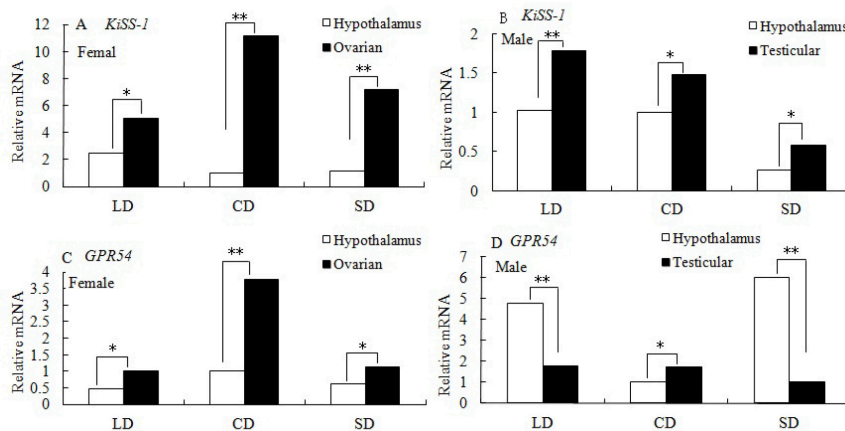 A KiSS-1
Femal
Hypothalamus
Ovarian
Relative mRNA
12
10
8
6
4
2
0
*
**
**
LD CD SD
B KiSS-1
Male
Hypothalamus
Testicular
Relative mRNA
2
1.5
1
0.5
0
**
*
*
LD CD SD
C GPR54
Female
Hypothalamus
Ovarian
Relative mRNA
4
3.5
3
2.5
2
1.5
1
0.5
0
*
**
*
LD CD SD
D GPR54
Male
Hypothalamus
Testicular
Relative mRNA
7
6
5
4
3
2
1
0
**
*
**
LD CD SD